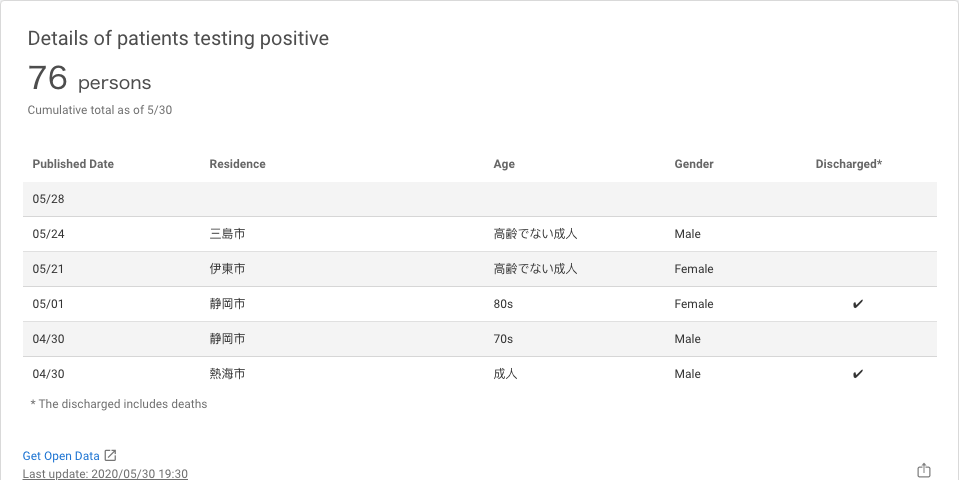 Details of patients testing positive
76 persons
Cumulative total as of 5/30
Published Date Residence Age Gender Discharged*
05/28
05/24 三島市 高齢でない成人 Male
05/21 伊東市 高齢でない成人 Female
05/01 静岡市 80s Female ✔
04/30 静岡市 70s Male
04/30 熱海市 成人 Male ✔
* The discharged includes deaths
Get Open Data
Last update: 2020/05/30 19:30